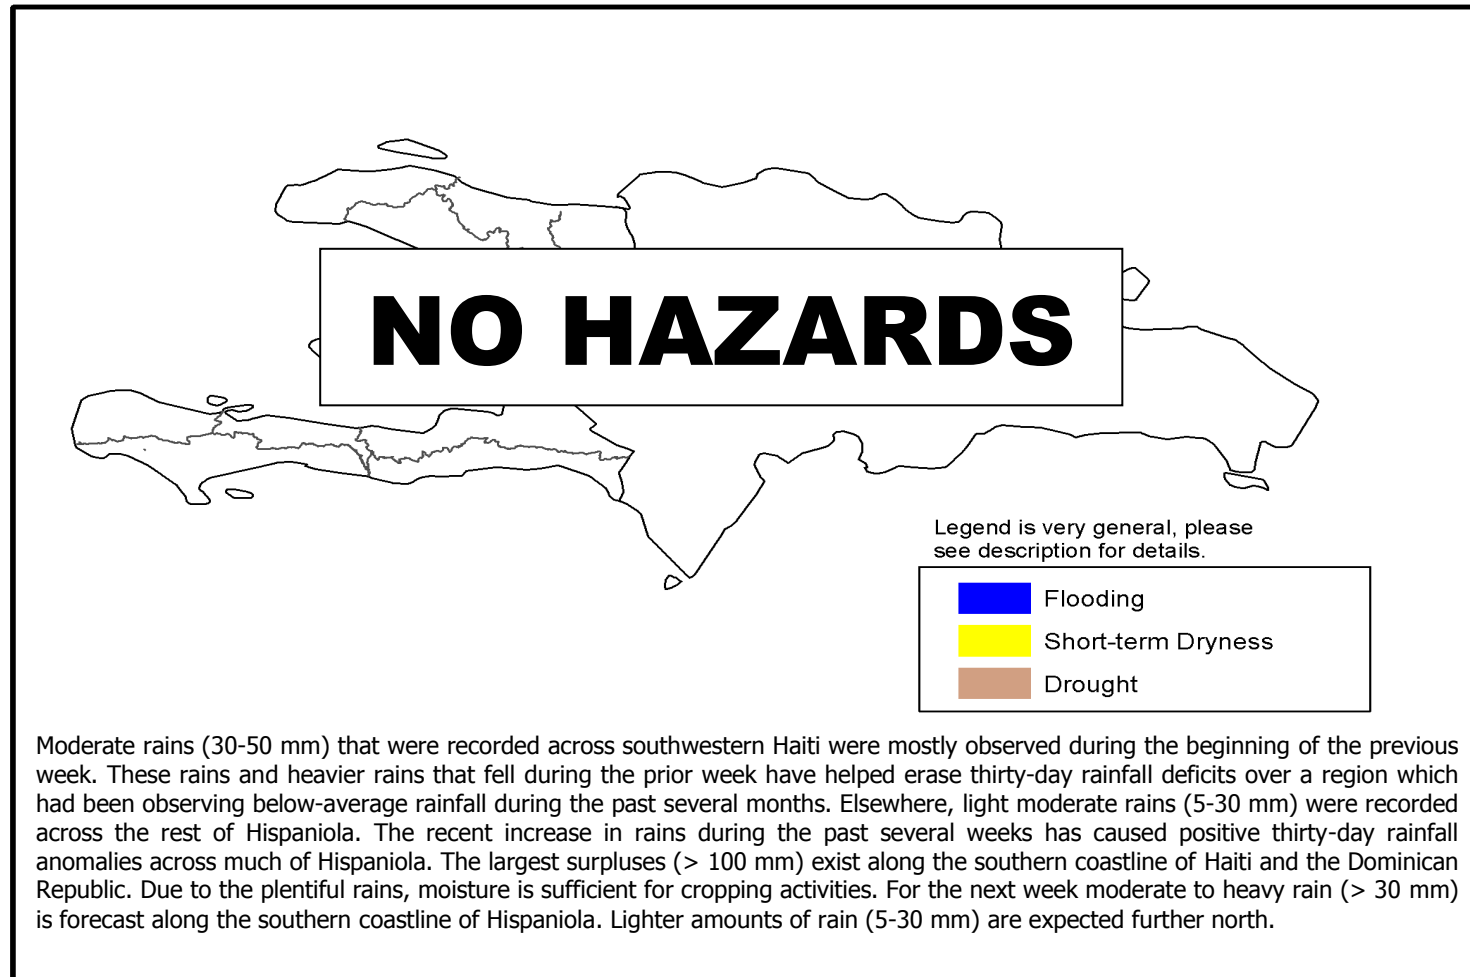 NO HAZARDS
Legend is very general, please
see description for details.
Flooding
Short-term Dryness
Drought
Moderate rains (30-50 mm) that were recorded across southwestern Haiti were mostly observed during the beginning of the previous
week. These rains and heavier rains that fell during the prior week have helped erase thirty-day rainfall deficits over a region which
had been observing below-average rainfall during the past several months. Elsewhere, light moderate rains (5-30 mm) were recorded
across the rest of Hispaniola. The recent increase in rains during the past several weeks has caused positive thirty-day rainfall
anomalies across much of Hispaniola. The largest surpluses (> 100 mm) exist along the southern coastline of Haiti and the Dominican
Republic. Due to the plentiful rains, moisture is sufficient for cropping activities. For the next week moderate to heavy rain (> 30 mm)
is forecast along the southern coastline of Hispaniola. Lighter amounts of rain (5-30 mm) are expected further north.